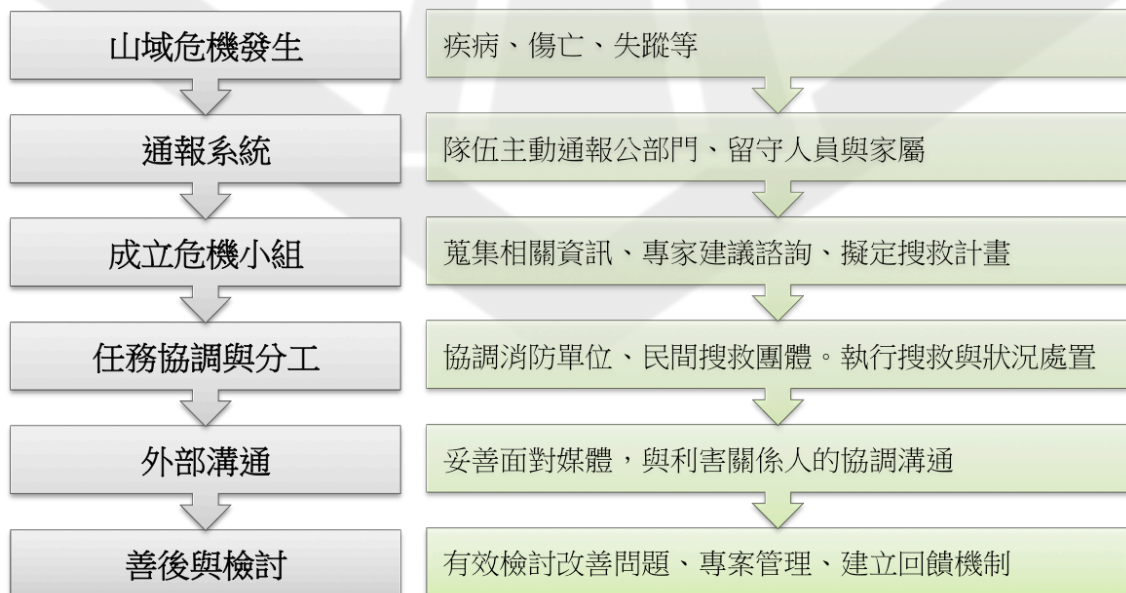 山域危機發生
疾病、傷亡、失蹤等
通報系統
隊伍主動通報公部門、留守人員與家屬
成立危機小組
蒐集相關資訊、專家建議諮詢、擬定搜救計畫
任務協調與分工
協調消防單位、民間搜救團體。執行搜救與狀況處置
外部溝通
妥善面對媒體，與利害關係人的協調溝通
善後與檢討
有效檢討改善問題、專案管理、建立回饋機制